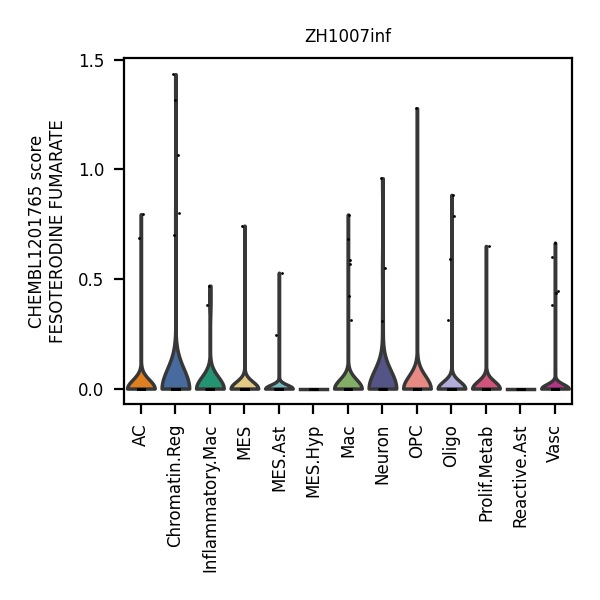 ZH1007inf
CHEMBL1201765 score
FESOTERODINE FUMARATE
1.5
1.0
0.5
0.0
AC
Chromatin.Reg
Inflammatory.Mac
MES
MES.Ast
MES.Hyp
Mac
Neuron
OPC
Oligo
Prolif.Metab
Reactive.Ast
Vasc